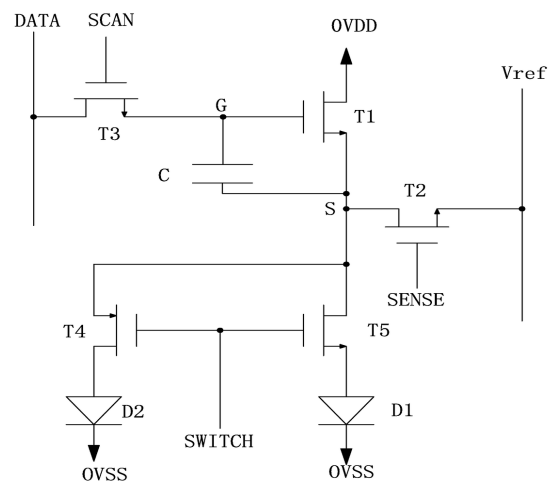 DATA
SCAN
OVDD
Vref
G
T1
T3
C
T2
S
SENSE
T4
T5
D2
D1
SWITCH
OVSS
OVSS